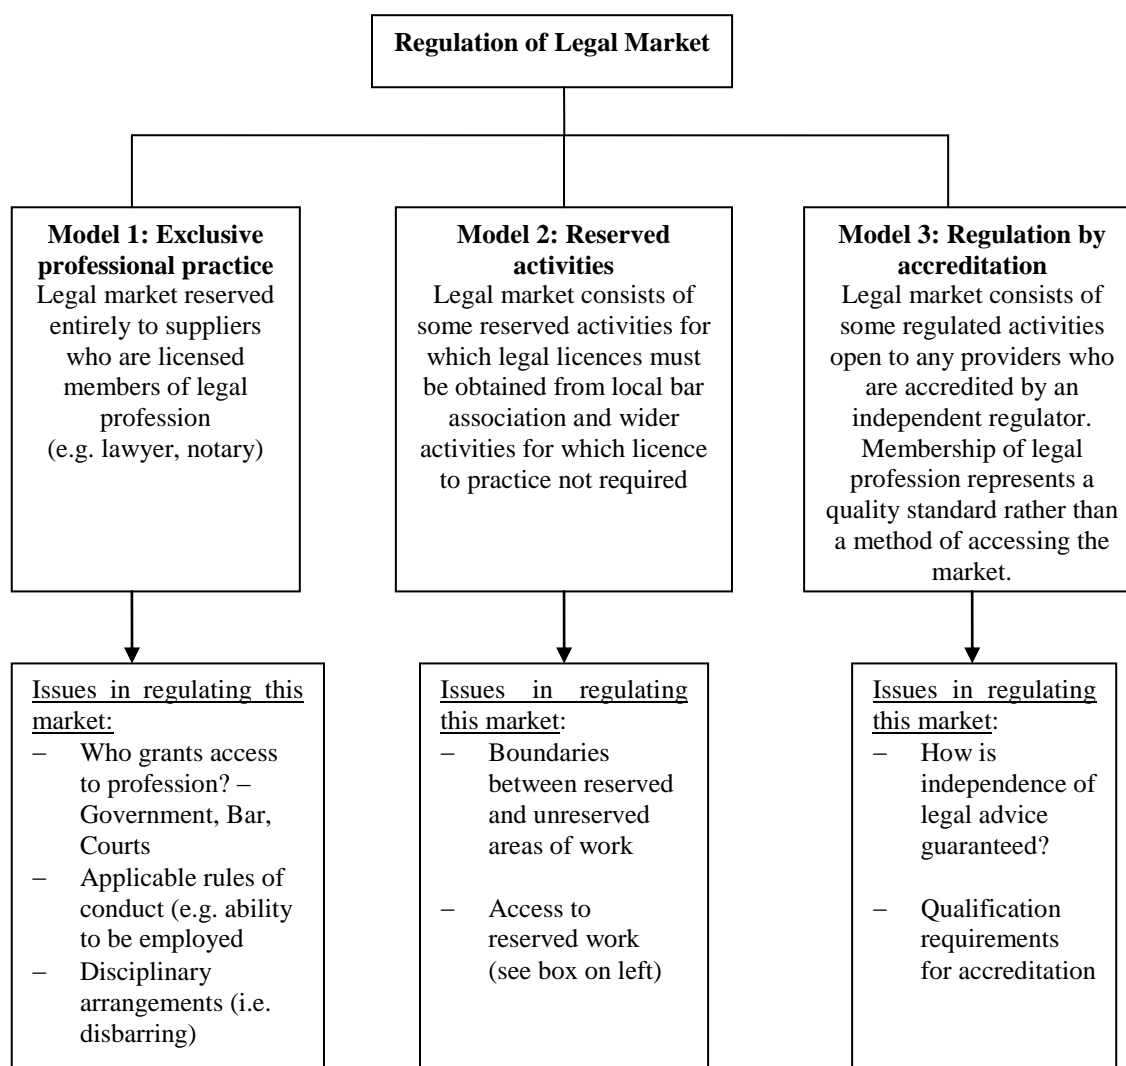 Regulation of Legal Market
Model 1: Exclusive
professional practice
Legal market reserved
entirely to suppliers
who are licensed
members of legal
profession
(e.g. lawyer, notary)
Model 2: Reserved
activities
Legal market consists of
some reserved activities for
which legal licences must
be obtained from local bar
association and wider
activities for which licence
to practice not required
Model 3: Regulation by
accreditation
Legal market consists of
some regulated activities
open to any providers who
are accredited by an
independent regulator.
Membership of legal
profession represents a
quality standard rather than
a method of accessing the
market.
Issues in regulating this
market:
– Who grants access
to profession? –
Government, Bar,
Courts
– Applicable rules of
conduct (e.g. ability
to be employed
– Disciplinary
arrangements (i.e.
disbarring)
Issues in regulating
this market:
– Boundaries
between reserved
and unreserved
areas of work
– Access to
reserved work
(see box on left)
Issues in regulating
this market:
– How is
independence of
legal advice
guaranteed?
– Qualification
requirements
for accreditation